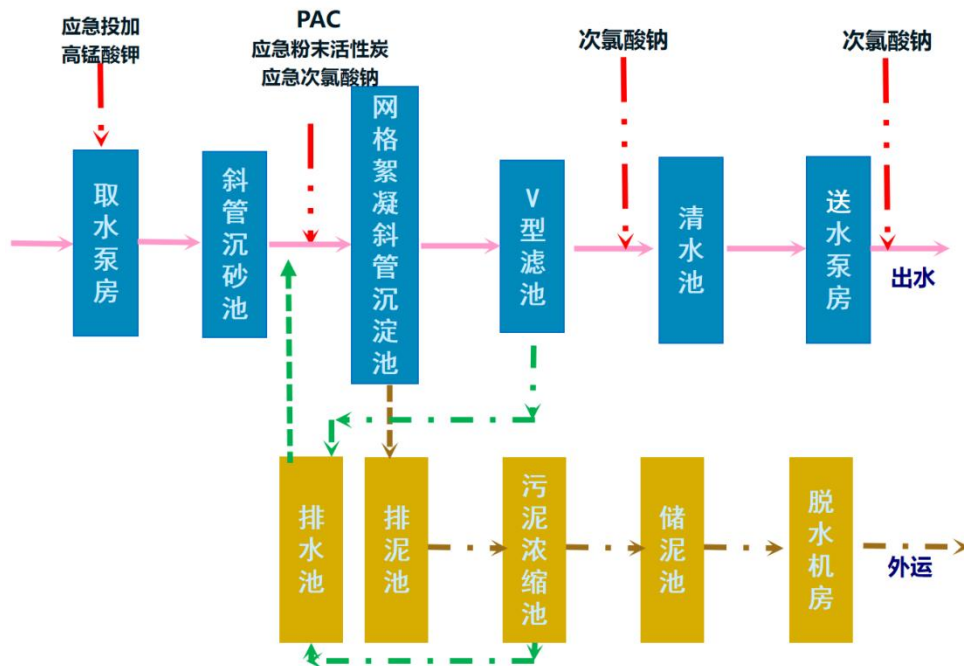 应急投加
高锰酸钾
PAC
应急粉末活性炭
应急次氯酸钠
次氯酸钠
次氯酸钠
取水泵房
斜管沉砂池
网格絮凝斜管沉淀池
V型滤池
清水池
送水泵房
出水
排水池
排泥池
污泥浓缩池
储泥池
脱水机房
外运